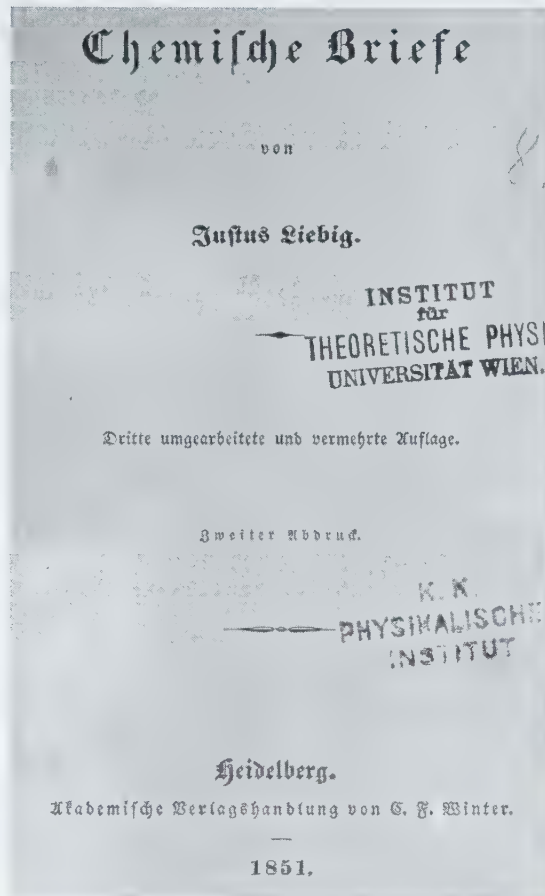 Chemische Briefe
von
Justus Liebig.
INSTITUT
für
THEORETISCHE PHYSI
UNIVERSITÄT WIEN.
Dritte umgearbeitete und vermehrte Auflage.
Zweiter Abdruck.
K. K.
PHYSIKALISCHE
INSTITUT
Heidelberg.
Akademische Verlagshandlung von C. F. Winter.
1851.